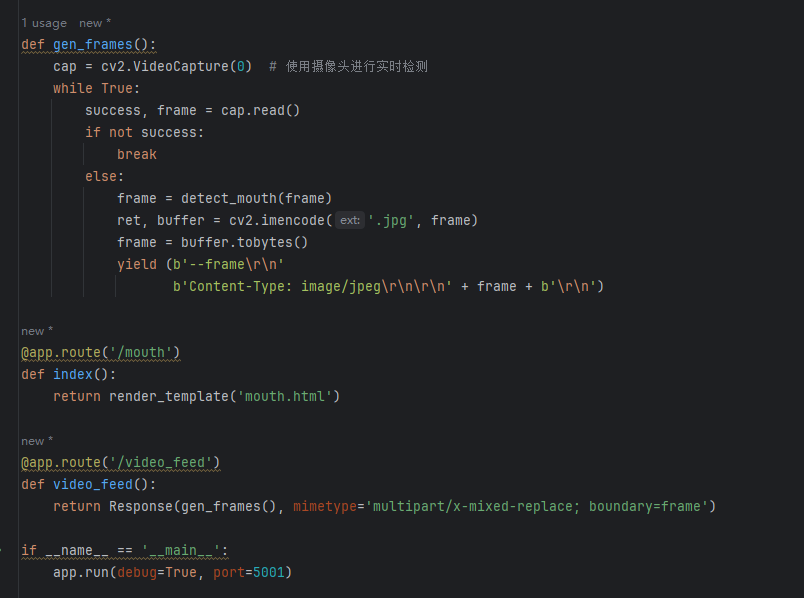 1 usage   new *
def gen_frames():
    cap = cv2.VideoCapture(0)  # 使用摄像头进行实时检测
    while True:
        success, frame = cap.read()
        if not success:
            break
        else:
            frame = detect_mouth(frame)
            ret, buffer = cv2.imencode( ext: '.jpg', frame)
            frame = buffer.tobytes()
            yield (b'--frame\r\n'
                   b'Content-Type: image/jpeg\r\n\r\n' + frame + b'\r\n')
new *
@app.route('/mouth')
def index():
    return render_template('mouth.html')
new *
@app.route('/video_feed')
def video_feed():
    return Response(gen_frames(), mimetype='multipart/x-mixed-replace; boundary=frame')
if __name__ == '__main__':
    app.run(debug=True, port=5001)